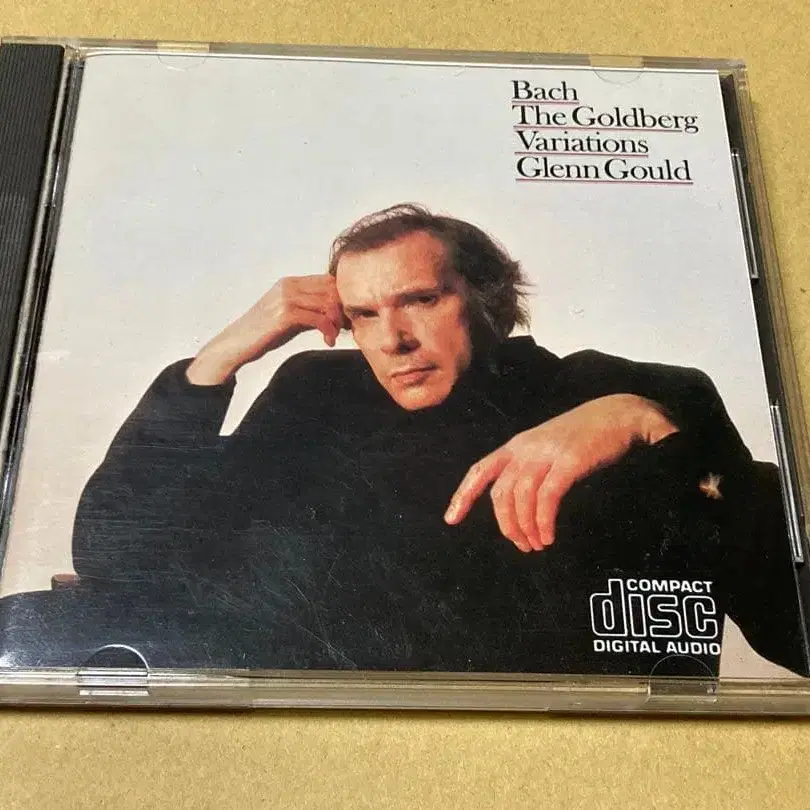 Bach
The Goldberg
Variations
Glenn Gould
COMPACT
disc
DIGITAL AUDIO